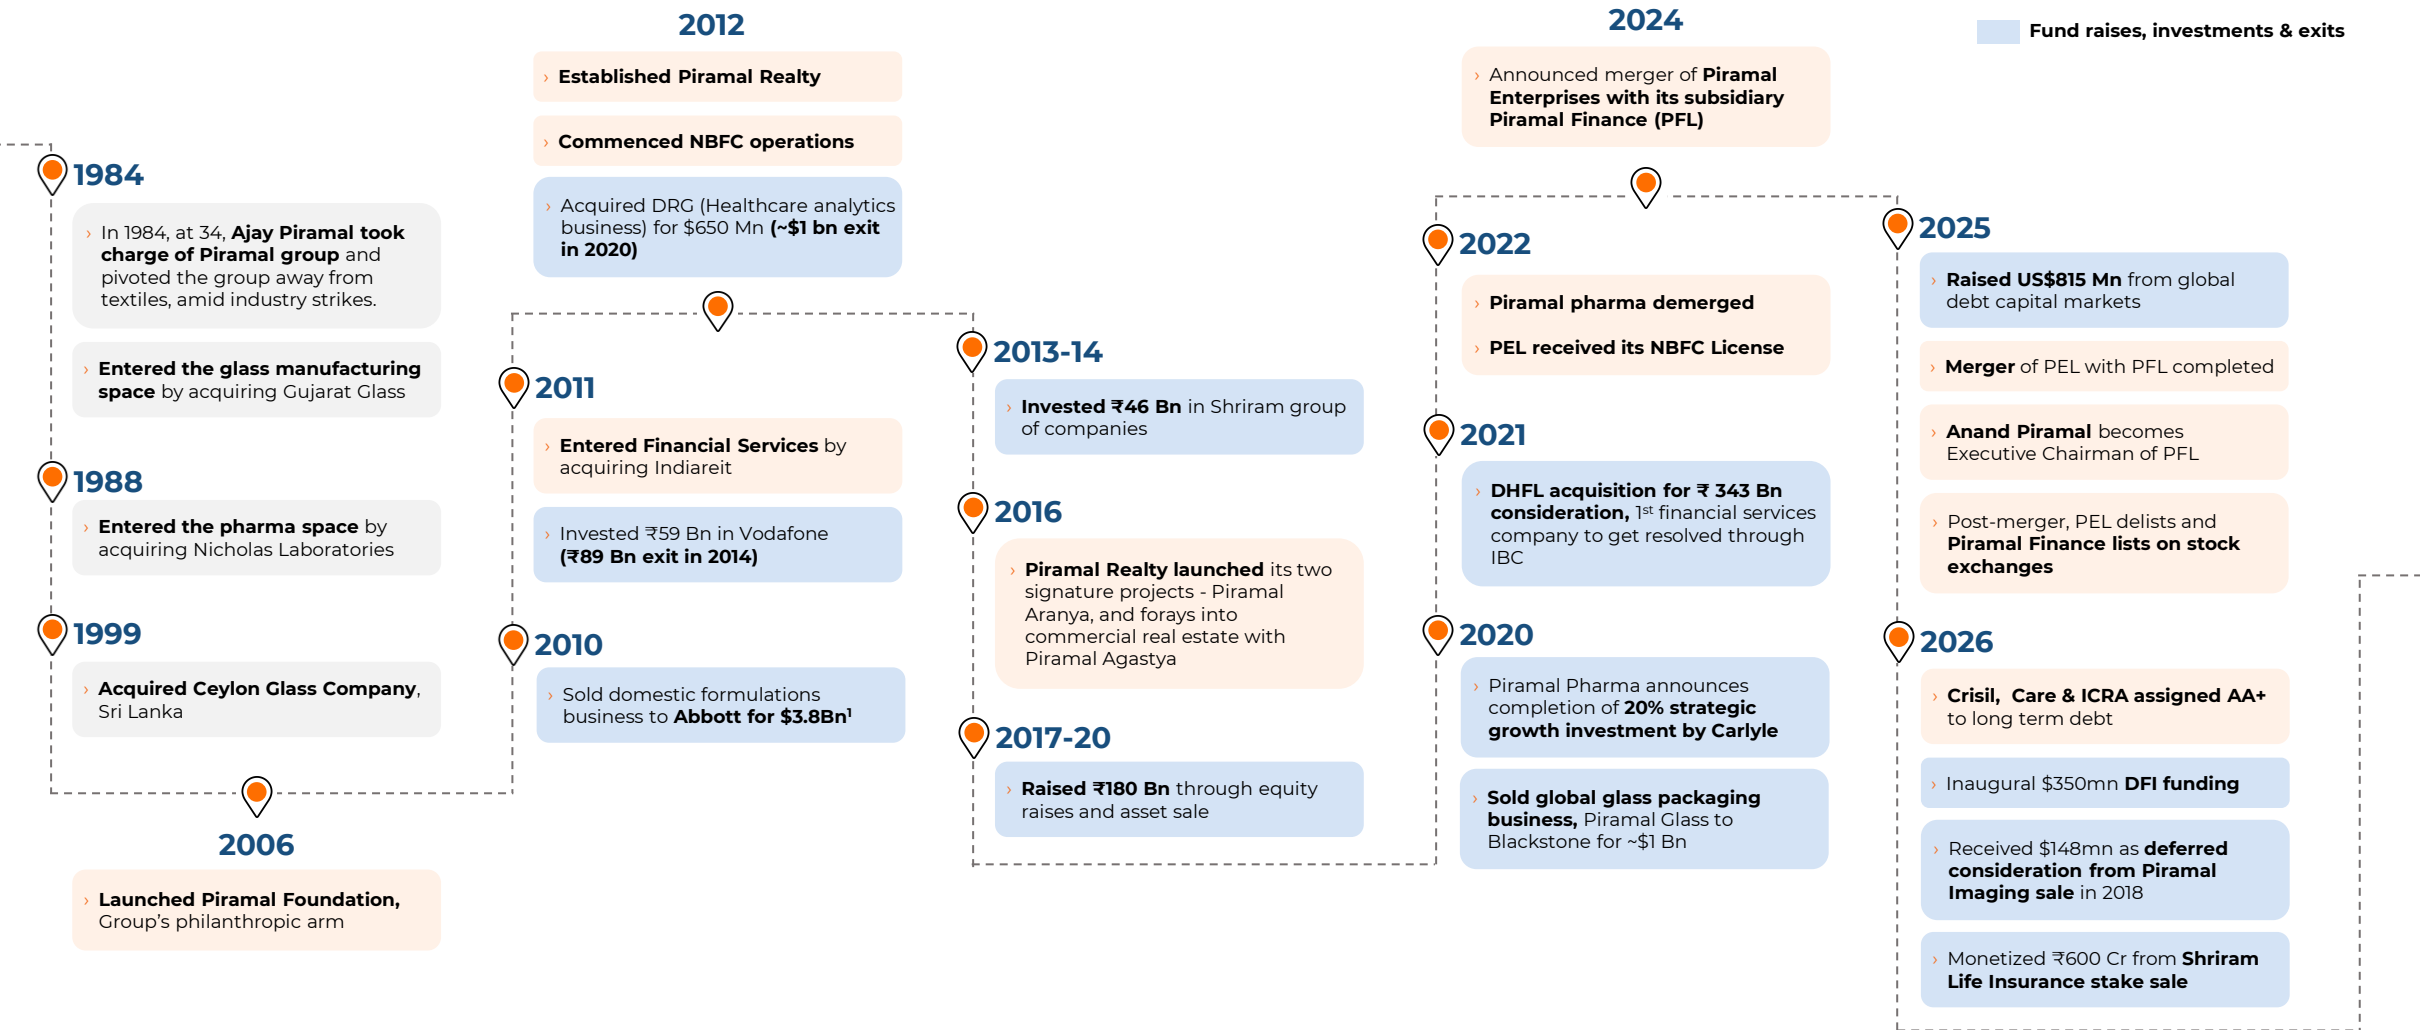 Fund raises, investments & exits
1984
› In 1984, at 34, Ajay Piramal took
charge of Piramal group and
pivoted the group away from
textiles, amid industry strikes.
› Entered the glass manufacturing
space by acquiring Gujarat Glass
1988
› Entered the pharma space by
acquiring Nicholas Laboratories
1999
› Acquired Ceylon Glass Company,
Sri Lanka
2006
› Launched Piramal Foundation,
Group’s philanthropic arm
2010
› Sold domestic formulations
business to Abbott for $3.8Bn¹
2011
› Entered Financial Services by
acquiring Indiareit
› Invested ₹59 Bn in Vodafone
(₹89 Bn exit in 2014)
2012
› Established Piramal Realty
› Commenced NBFC operations
› Acquired DRG (Healthcare analytics
business) for $650 Mn (~$1 bn exit
in 2020)
2013-14
› Invested ₹46 Bn in Shriram group
of companies
2016
› Piramal Realty launched its two
signature projects - Piramal
Aranya, and forays into
commercial real estate with
Piramal Agastya
2017-20
› Raised ₹180 Bn through equity
raises and asset sale
2020
› Piramal Pharma announces
completion of 20% strategic
growth investment by Carlyle
› Sold global glass packaging
business, Piramal Glass to
Blackstone for ~$1 Bn
2021
› DHFL acquisition for ₹ 343 Bn
consideration, 1st financial services
company to get resolved through
IBC
2022
› Piramal pharma demerged
› PEL received its NBFC License
2024
› Announced merger of Piramal
Enterprises with its subsidiary
Piramal Finance (PFL)
2025
› Raised US$815 Mn from global
debt capital markets
› Merger of PEL with PFL completed
› Anand Piramal becomes
Executive Chairman of PFL
› Post-merger, PEL delists and
Piramal Finance lists on stock
exchanges
2026
› Crisil, Care & ICRA assigned AA+
to long term debt
› Inaugural $350mn DFI funding
› Received $148mn as deferred
consideration from Piramal
Imaging sale in 2018
› Monetized ₹600 Cr from Shriram
Life Insurance stake sale